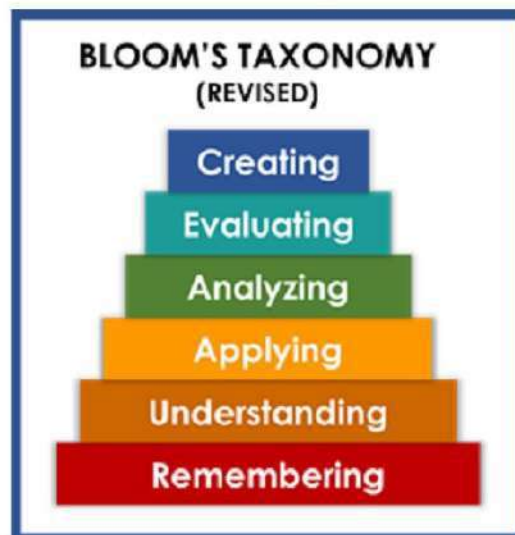 BLOOM'S TAXONOMY
(REVISED)
Creating
Evaluating
Analyzing
Applying
Understanding
Remembering